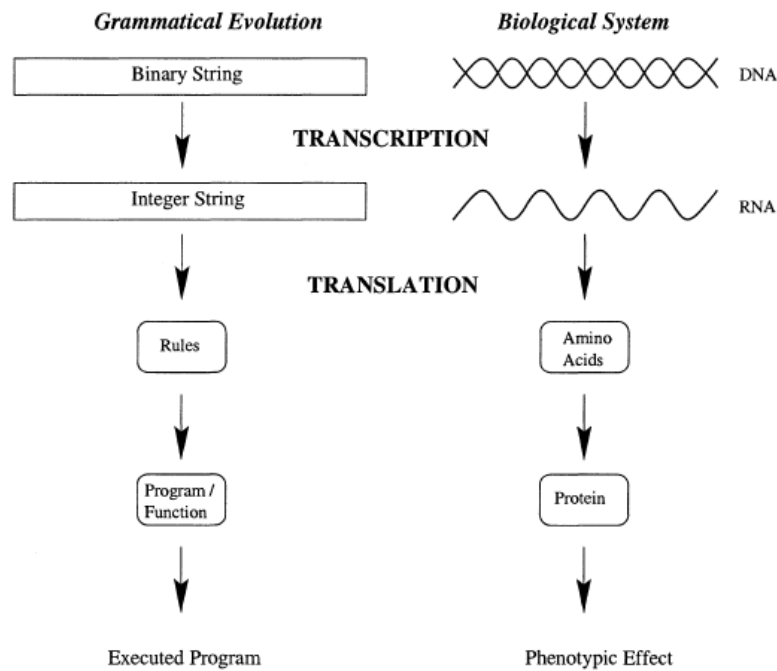 Grammatical Evolution
Biological System
Binary String
DNA
TRANSCRIPTION
Integer String
RNA
TRANSLATION
Rules
Amino
Acids
Program /
Function
Protein
Executed Program
Phenotypic Effect